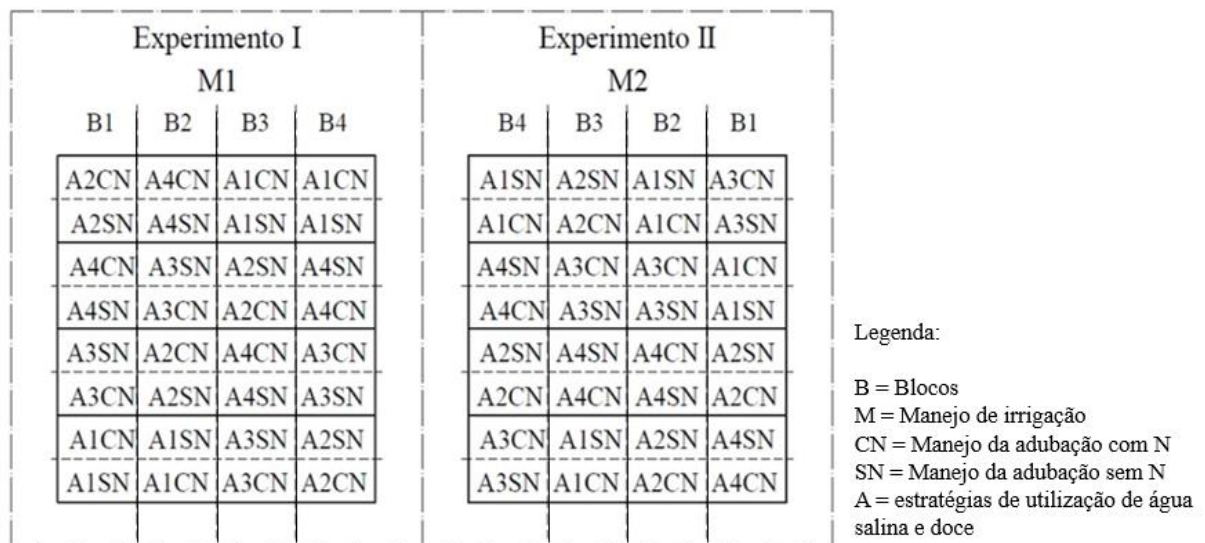 Experimento I
M1
B1 B2 B3 B4
A2CN A4CN A1CN A1CN
A2SN A4SN A1SN A1SN
A4CN A3SN A2SN A4SN
A4SN A3CN A2CN A4CN
A3SN A2CN A4CN A3CN
A3CN A2SN A4SN A3SN
A1CN A1SN A3SN A2SN
A1SN A1CN A3CN A2CN
Experimento II
M2
B4 B3 B2 B1
A1SN A2SN A1SN A3CN
A1CN A2CN A1CN A3SN
A4SN A3CN A3CN A1CN
A4CN A3SN A3SN A1SN
A2SN A4SN A4CN A2SN
A2CN A4CN A4SN A2CN
A3CN A1SN A2SN A4SN
A3SN A1CN A2CN A4CN
Legenda:
B = Blocos
M = Manejo de irrigação
CN = Manejo da adubação com N
SN = Manejo da adubação sem N
A = estratégias de utilização de água
salina e doce